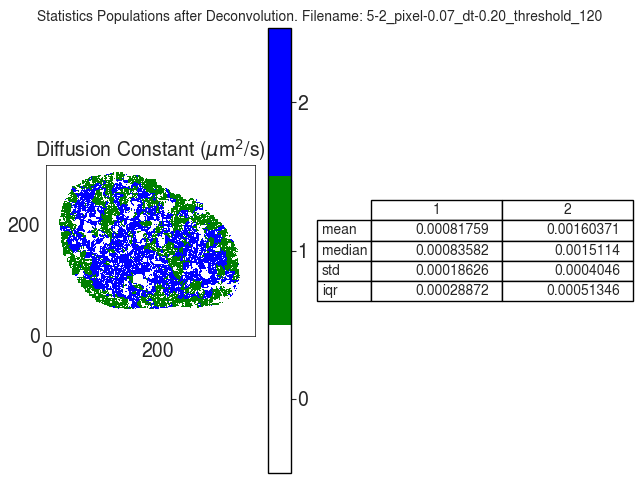 Statistics Populations after Deconvolution. Filename: 5-2_pixel-0.07_dt-0.20_threshold_120
Diffusion Constant (μm²/s)
200
0
0
200
2
1
0
1 2
mean 0.00081759 0.00160371
median 0.00083582 0.0015114
std 0.00018626 0.0004046
iqr 0.00028872 0.00051346